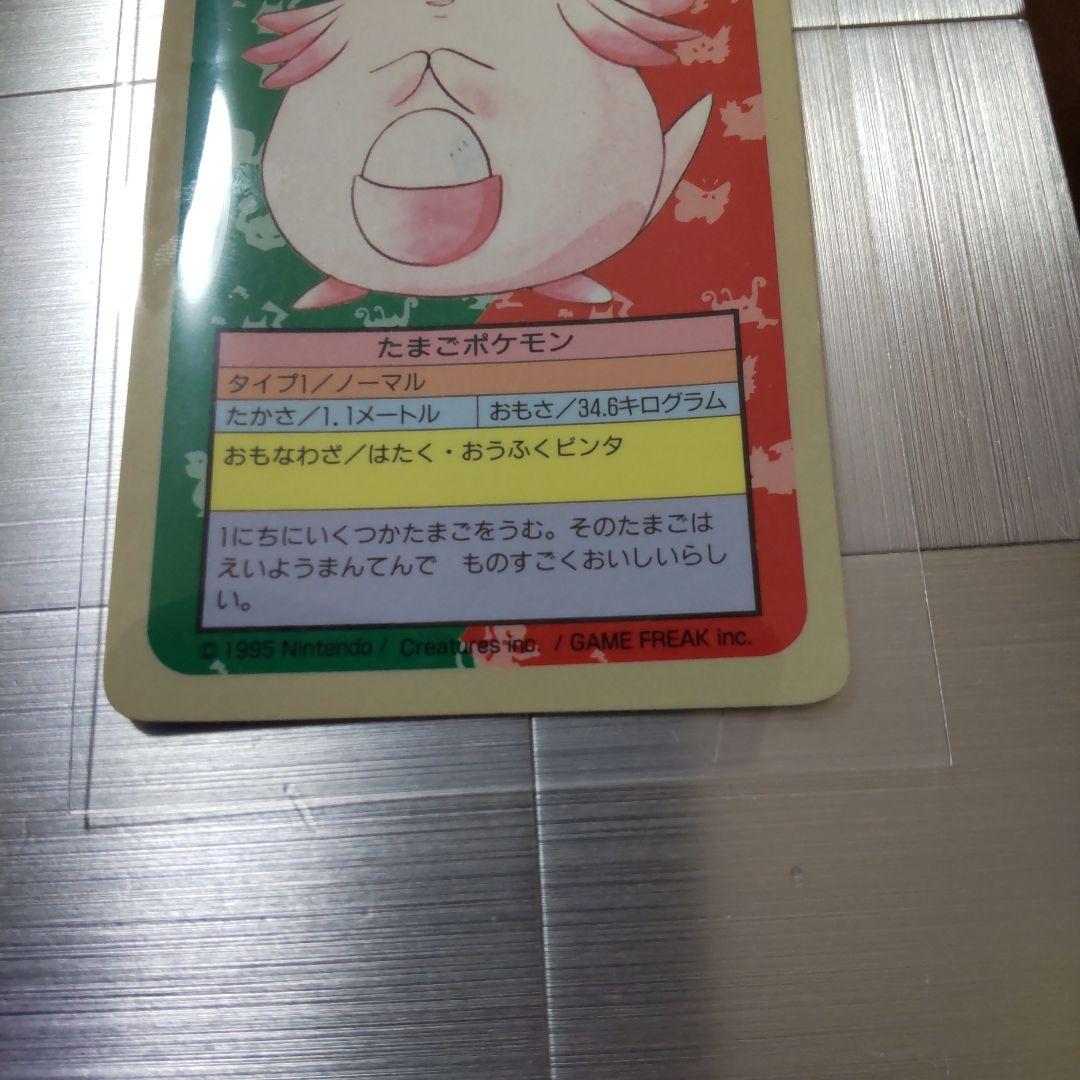 たまごポケモン
タイプ1/ノーマル
たかさ/1.1メートル おもさ/34.6キログラム
おもなわざ/はたく・おうふくビンタ
1にちにいくつかたまごをうむ。そのたまごは
えいようまんてんで　ものすごくおいしいらし
い。
© 1995 Nintendo / Creatures inc. / GAME FREAK inc.